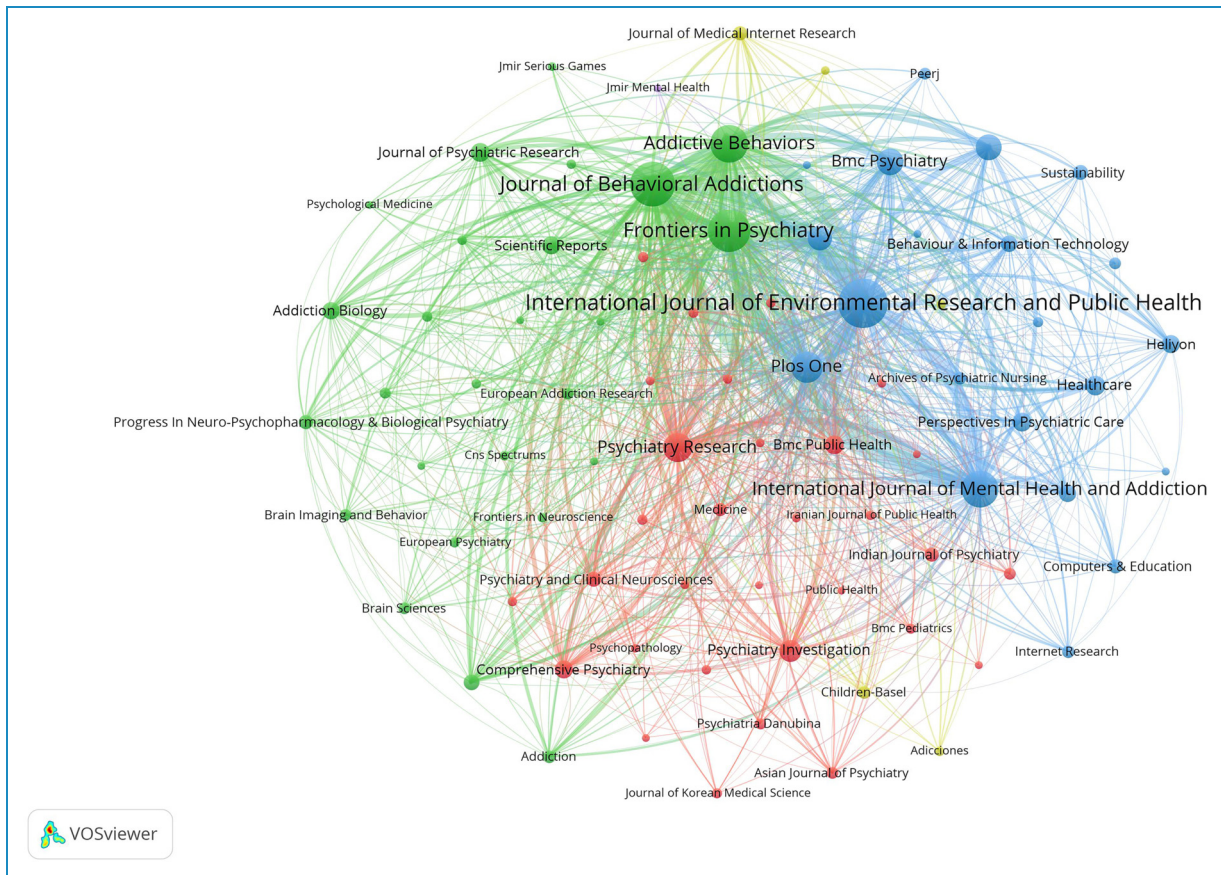 Journal of Medical Internet Research
Jmir Serious Games
Peerj
Jmir Mental Health
Addictive Behaviors
Journal of Psychiatric Research
Bmc Psychiatry
Sustainability
Journal of Behavioral Addictions
Psychological Medicine
Frontiers in Psychiatry
Scientific Reports
Behaviour & Information Technology
International Journal of Environmental Research and Public Health
Addiction Biology
Heliyon
Plos One
Archives of Psychiatric Nursing
Healthcare
European Addiction Research
Progress In Neuro-Psychopharmacology & Biological Psychiatry
Perspectives In Psychiatric Care
Psychiatry Research
Bmc Public Health
Cns Spectrums
International Journal of Mental Health and Addiction
Medicine
Brain Imaging and Behavior
Frontiers in Neuroscience
Iranian Journal of Public Health
European Psychiatry
Indian Journal of Psychiatry
Computers & Education
Psychiatry and Clinical Neurosciences
Public Health
Brain Sciences
Bmc Pediatrics
Psychopathology
Psychiatry Investigation
Internet Research
Comprehensive Psychiatry
Children-Basel
Psychiatria Danubina
Adicciones
Addiction
Asian Journal of Psychiatry
Journal of Korean Medical Science
VOSviewer